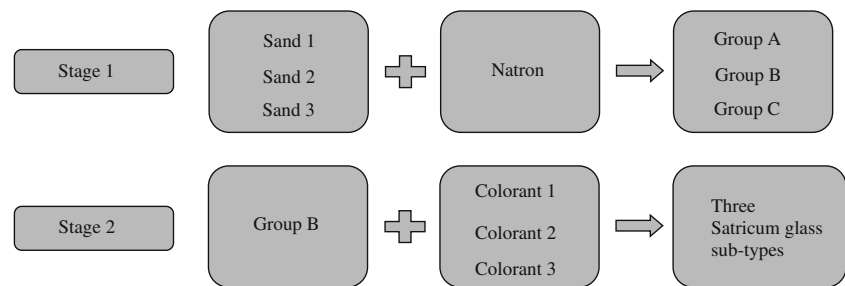 Stage 1
Sand 1
Sand 2
Sand 3
Natron
Group A
Group B
Group C
Stage 2
Group B
Colorant 1
Colorant 2
Colorant 3
Three
Satricum glass
sub-types